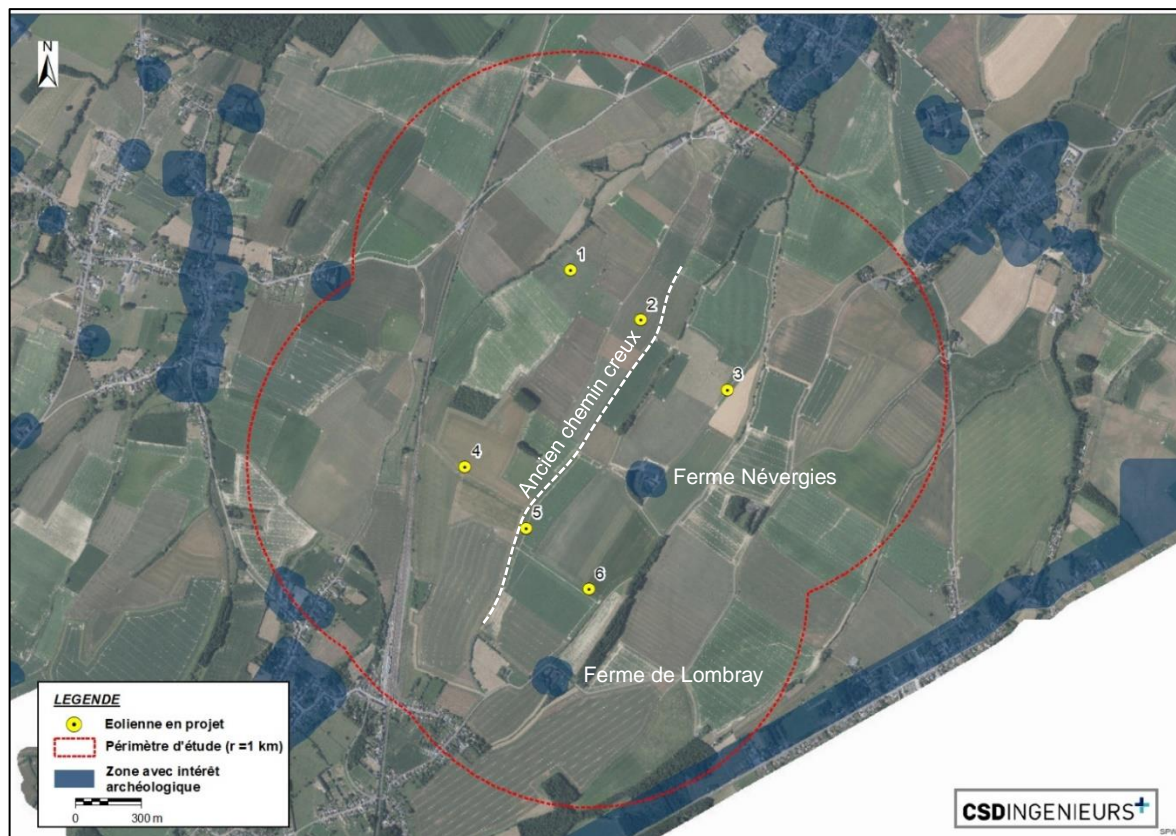 N
1
2
3
Ancien chemin creux
4
Ferme Névergies
5
6
Ferme de Lombray
LEGENDE
Eolienne en projet
Périmètre d'étude (r =1 km)
Zone avec intérêt
archéologique
0 300 m
CSDINGENIEURS+